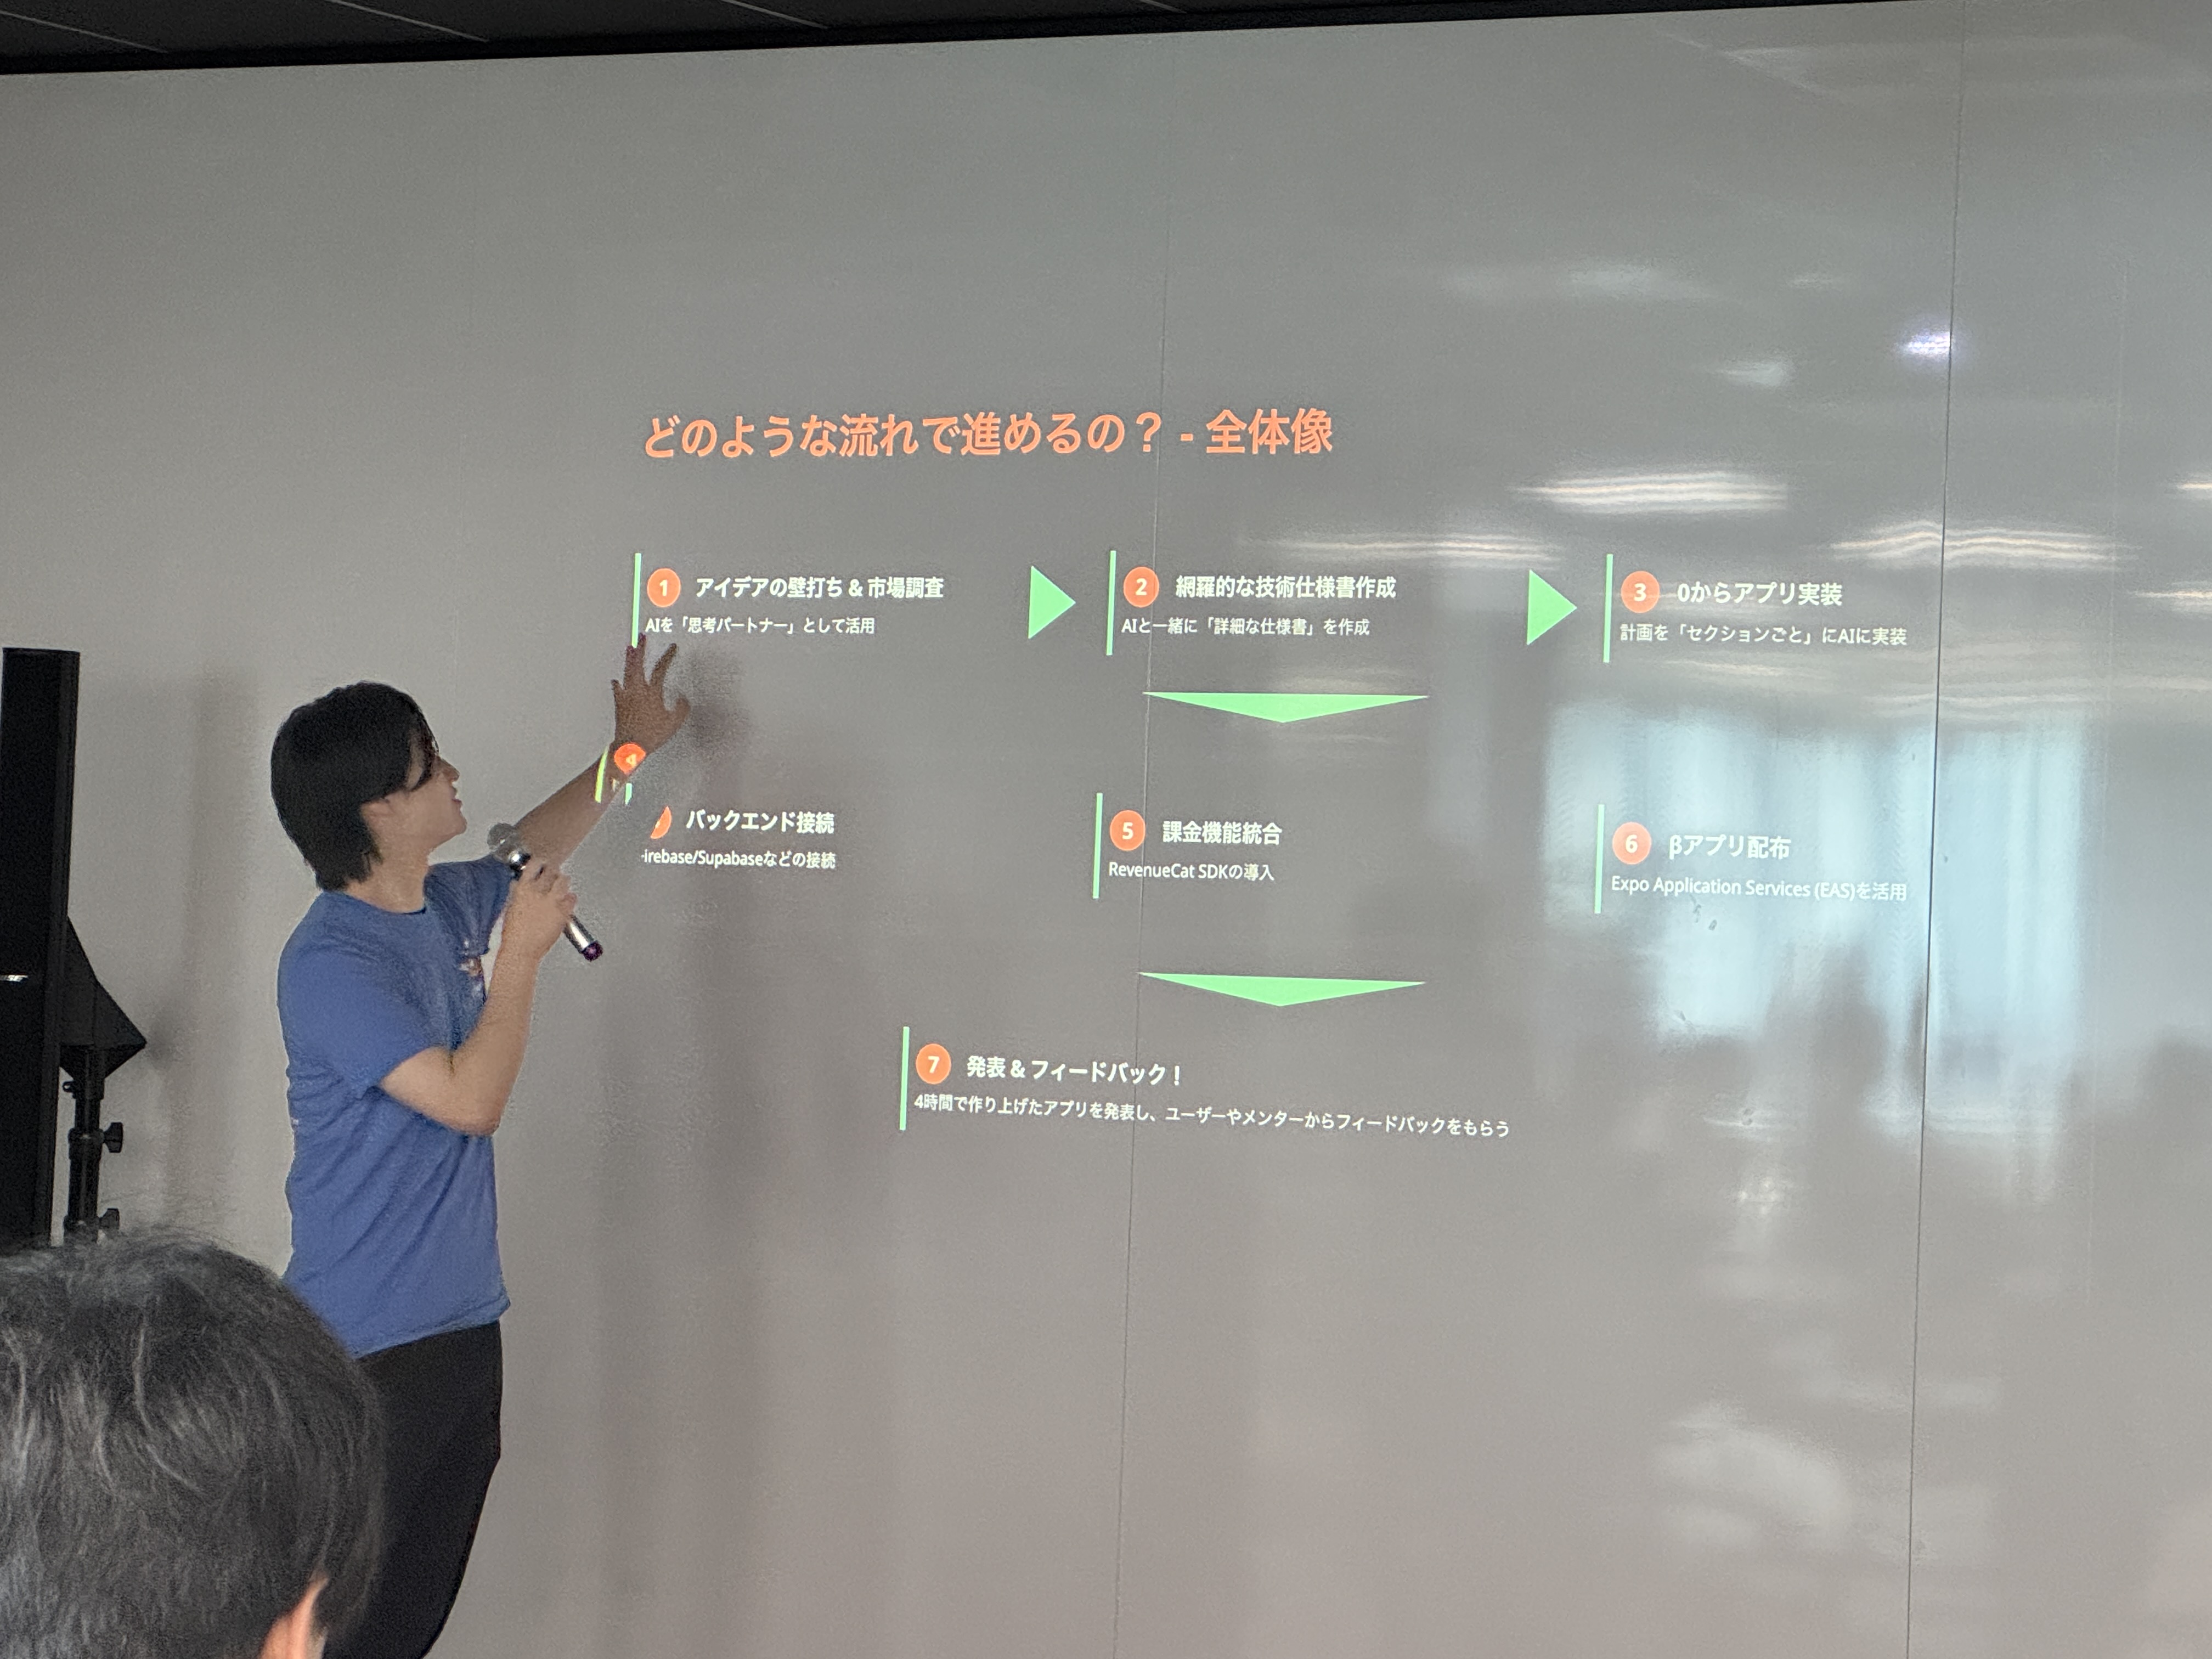 どのような流れで進めるの？ - 全体像
1 アイデアの壁打ち & 市場調査
AIを「思考パートナー」として活用
2 網羅的な技術仕様書作成
AIと一緒に「詳細な仕様書」を作成
3 0からアプリ実装
計画を「セクションごと」にAIに実装
4 バックエンド接続
irebase/Supabaseなどの接続
5 課金機能統合
RevenueCat SDKの導入
6 βアプリ配布
Expo Application Services (EAS)を活用
7 発表 & フィードバック！
4時間で作り上げたアプリを発表し、ユーザーやメンターからフィードバックをもらう